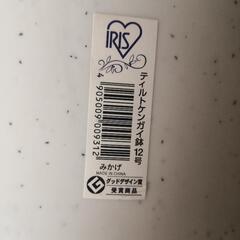 IRIS
ティルトケンガイ鉢 12号
4 905009 009312
みかげ
MADE IN CHINA
G
グッドデザイン賞
受賞商品